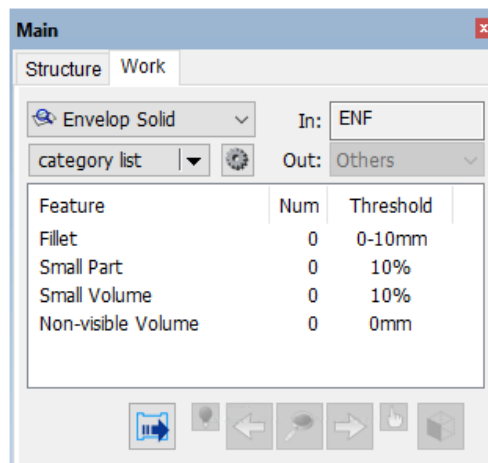 Main
Structure Work
Envelop Solid In: ENF
category list Out: Others
Feature Num Threshold
Fillet 0 0-10mm
Small Part 0 10%
Small Volume 0 10%
Non-visible Volume 0 0mm